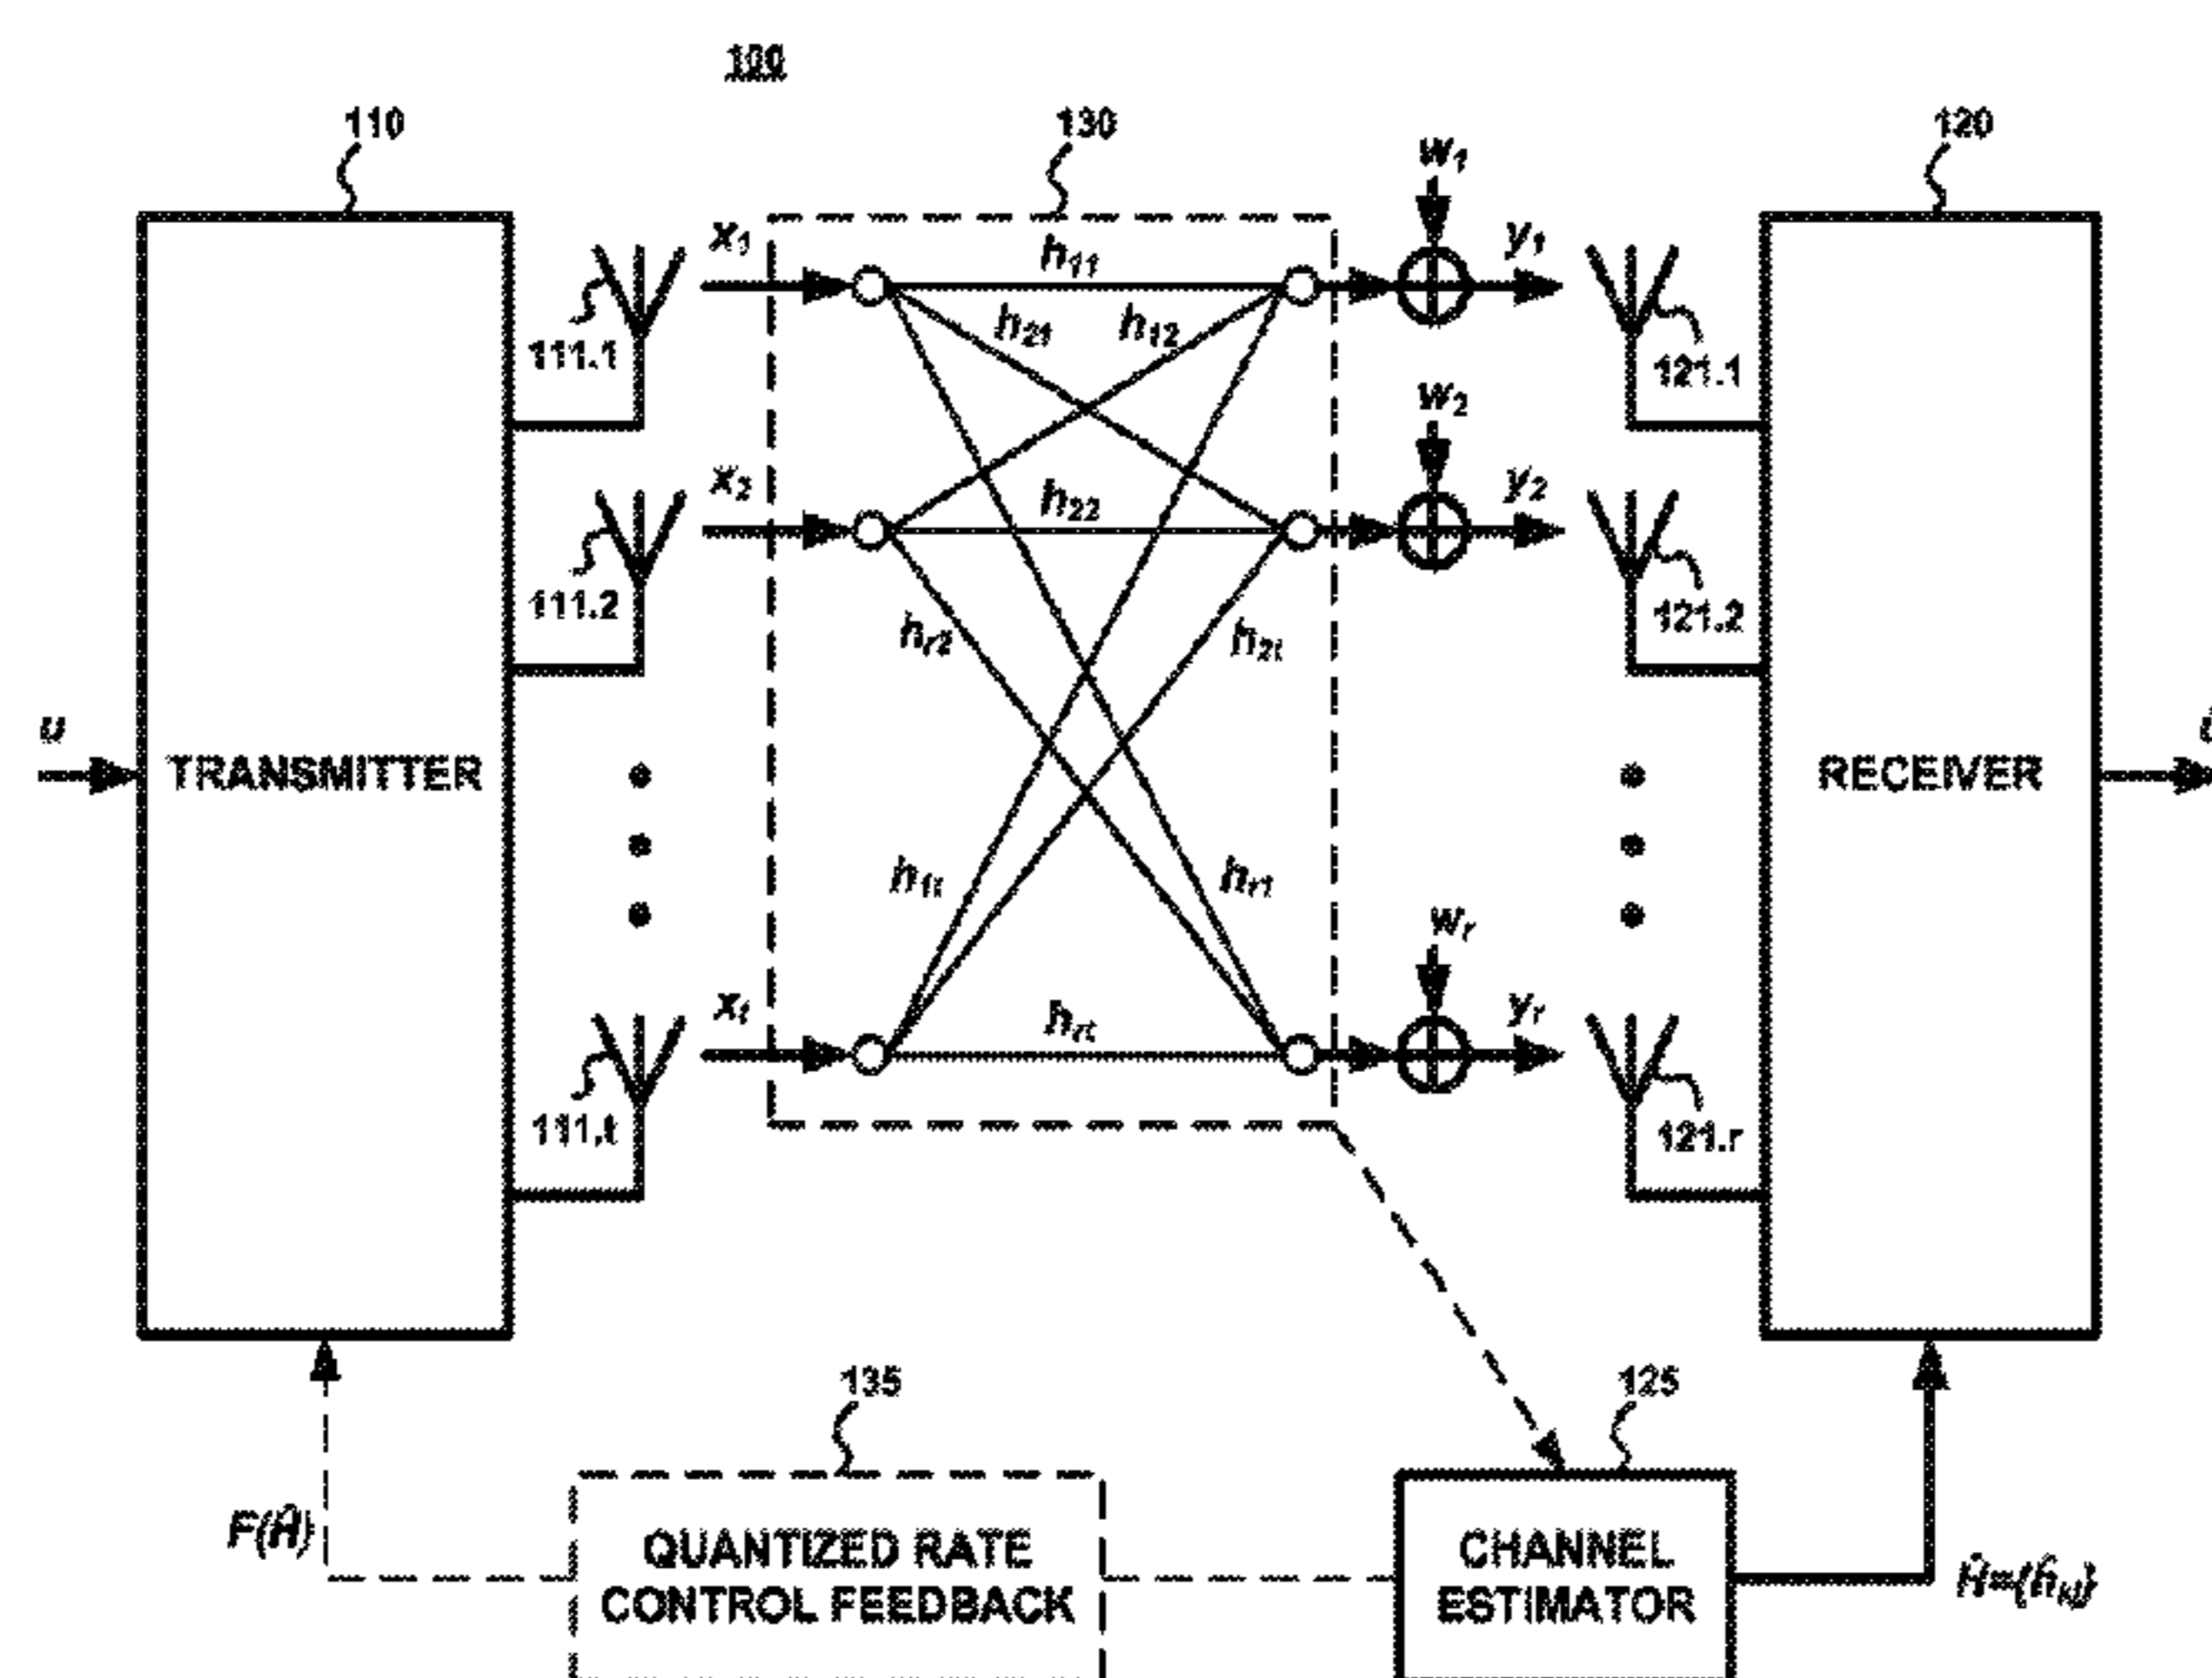 100
110
130
120
w1
x1
h11
y1
h21
h12
111.1
121.1
w2
x2
h22
y2
111.2
121.2
hr2
h2t
u
TRANSMITTER
RECEIVER
h1t
hr1
wr
xt
hrt
yr
111.t
121.r
135
125
F(Ĥ)
QUANTIZED RATE
CONTROL FEEDBACK
CHANNEL
ESTIMATOR